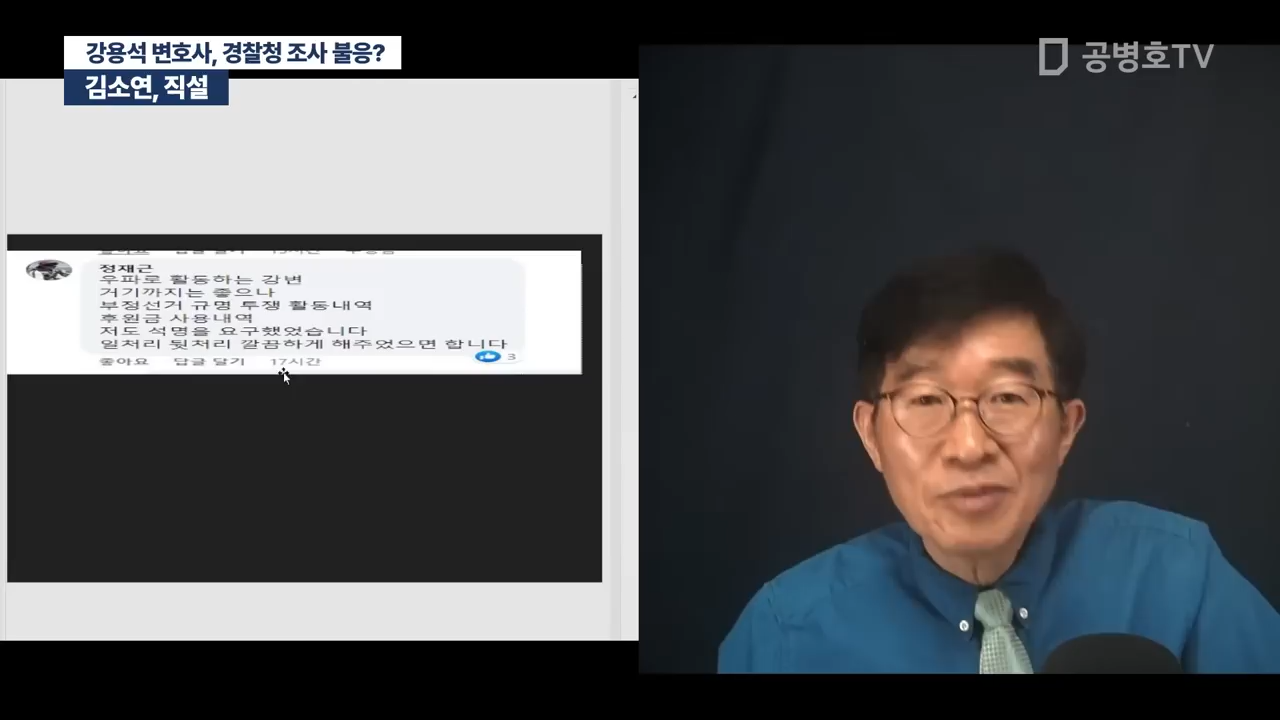 강용석 변호사, 경찰청 조사 불응?
김소연, 직설
공병호TV
정재근
우파로 활동하는 강변
거기까지는 좋으나
부정선거 규명 투쟁 활동내역
후원금 사용내역
저도 석명을 요구했었습니다
일처리 뒷처리 깔끔하게 해주었으면 합니다
좋아요 답글 달기 17시간
3